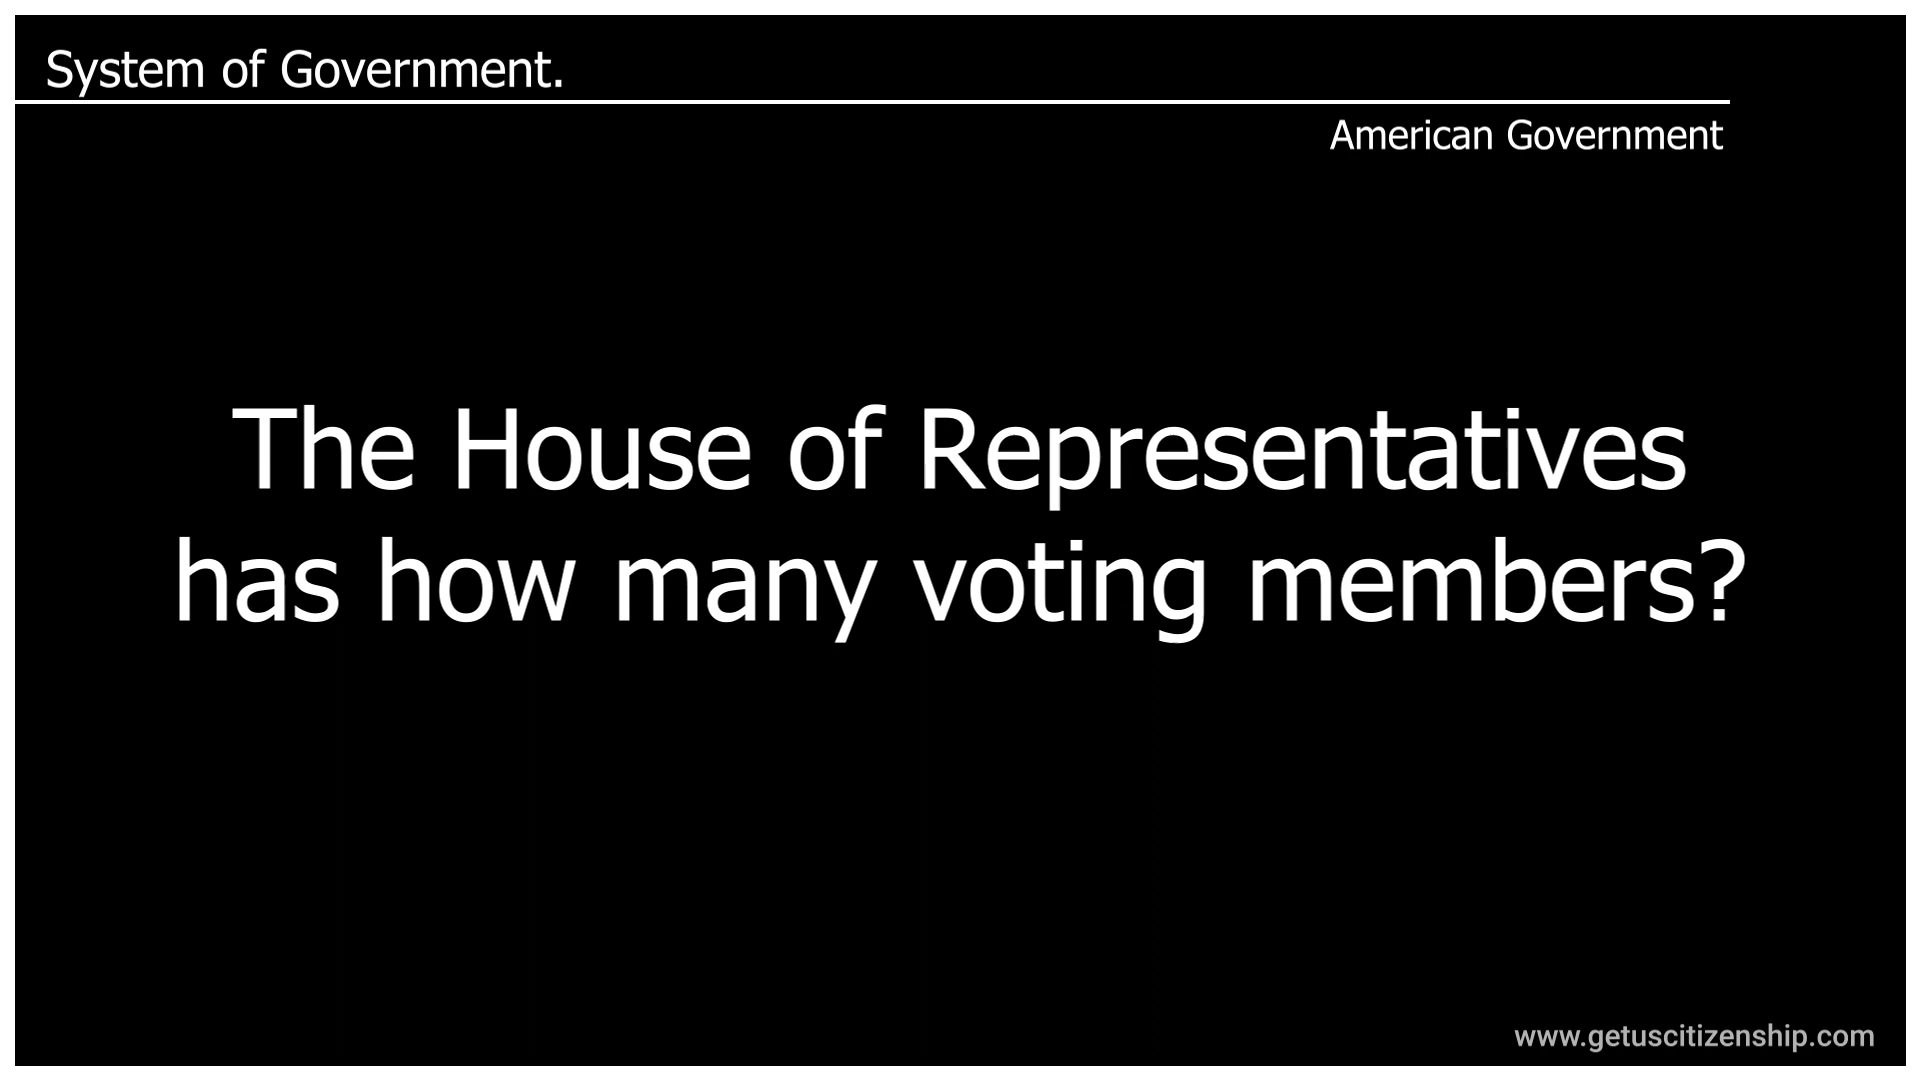 System of Government.
American Government
The House of Representatives
has how many voting members?
www.getuscitizenship.com